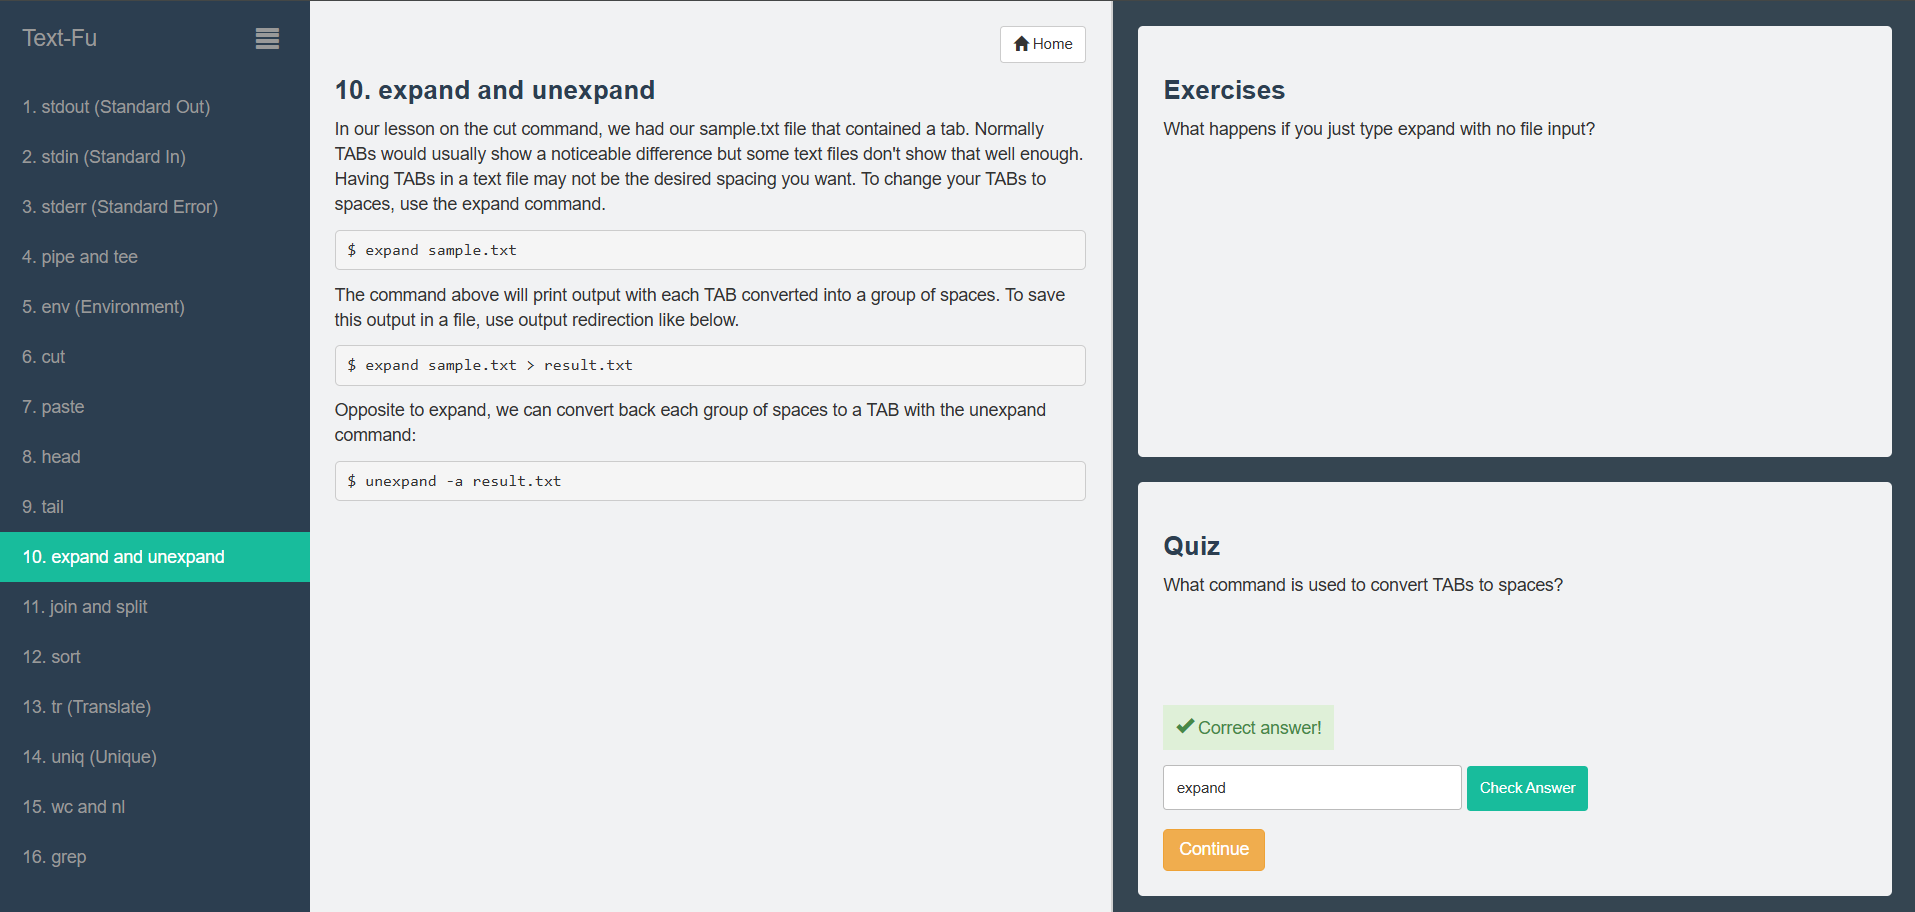 Text-Fu
1. stdout (Standard Out)
2. stdin (Standard In)
3. stderr (Standard Error)
4. pipe and tee
5. env (Environment)
6. cut
7. paste
8. head
9. tail
10. expand and unexpand
11. join and split
12. sort
13. tr (Translate)
14. uniq (Unique)
15. wc and nl
16. grep
Home
10. expand and unexpand
In our lesson on the cut command, we had our sample.txt file that contained a tab. Normally
TABs would usually show a noticeable difference but some text files don't show that well enough.
Having TABs in a text file may not be the desired spacing you want. To change your TABs to
spaces, use the expand command.
$ expand sample.txt
The command above will print output with each TAB converted into a group of spaces. To save
this output in a file, use output redirection like below.
$ expand sample.txt > result.txt
Opposite to expand, we can convert back each group of spaces to a TAB with the unexpand
command:
$ unexpand -a result.txt
Exercises
What happens if you just type expand with no file input?
Quiz
What command is used to convert TABs to spaces?
Correct answer!
expand
Check Answer
Continue